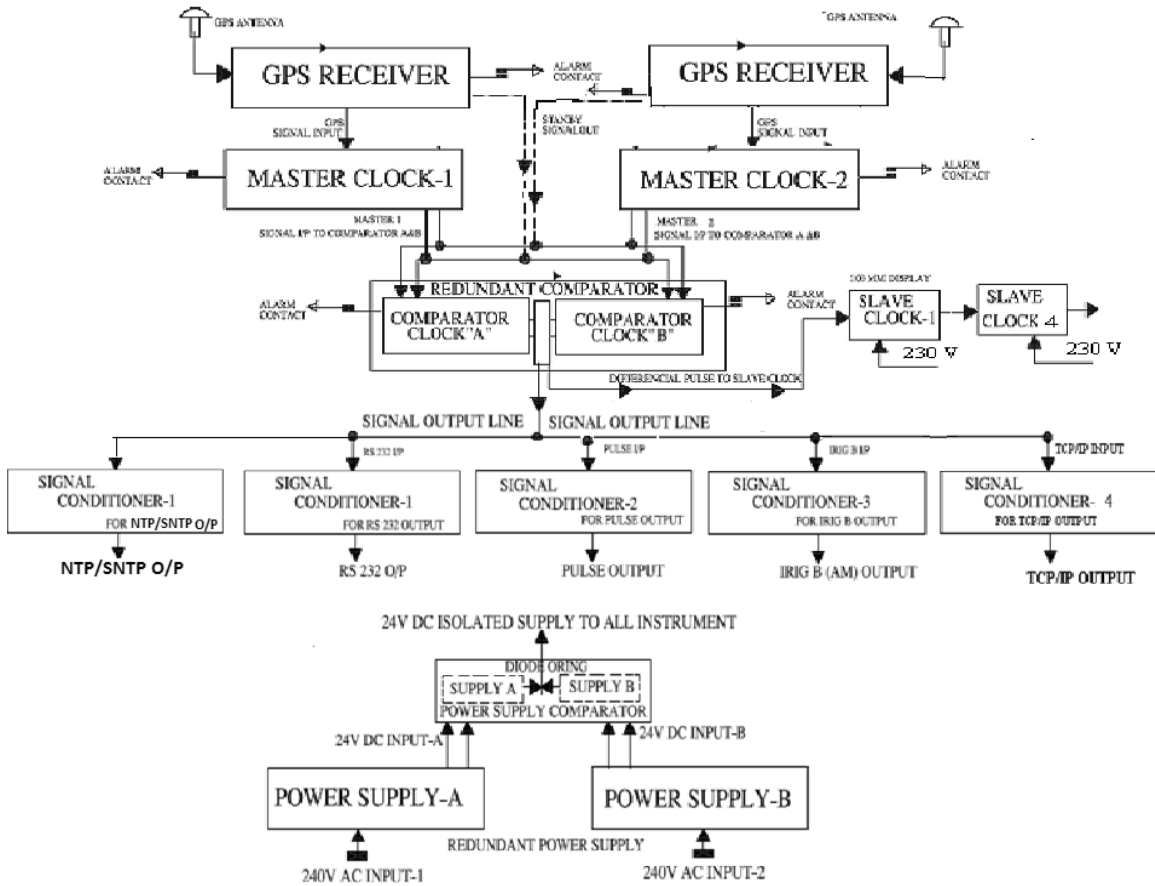 GPS ANTENNA
GPS ANTENNA
GPS RECEIVER
GPS RECEIVER
ALARM
CONTACT
ALARM
CONTACT
STANBY
SIGNALOUT
GPS
SIGNAL INPUT
GPS
SIGNAL INPUT
ALARM
CONTACT
MASTER CLOCK-1
MASTER CLOCK-2
ALARM
CONTACT
MASTER 1
SIGNAL I/P TO COMPARATOR A&B
MASTER 2
SIGNAL I/P TO COMPARATOR A &B
REDUNDANT COMPARATOR
ALARM
CONTACT
COMPARATOR
CLOCK"A"
COMPARATOR
CLOCK"B"
ALARM
CONTACT
MM DISPLAY
SLAVE
CLOCK-1
SLAVE
CLOCK 4
230 V
230 V
DIFFERENCIAL PULSE TO SLAVE CLOCK
SIGNAL OUTPUT LINE
SIGNAL OUTPUT LINE
RS 232 I/P
PULSE I/P
IRIG B I/P
TCP/IP INPUT
SIGNAL
CONDITIONER-1
FOR NTP/SNTP O/P
SIGNAL
CONDITIONER-1
FOR RS 232 OUTPUT
SIGNAL
CONDITIONER-2
FOR PULSE OUTPUT
SIGNAL
CONDITIONER-3
FOR IRIG B OUTPUT
SIGNAL
CONDITIONER- 4
FOR TCP/IP OUTPUT
NTP/SNTP O/P
RS 232 O/P
PULSE OUTPUT
IRIG B (AM) OUTPUT
TCP/IP OUTPUT
24V DC ISOLATED SUPPLY TO ALL INSTRUMENT
DIODE ORING
SUPPLY A
SUPPLY B
POWER SUPPLY COMPARATOR
24V DC INPUT-A
24V DC INPUT-B
POWER SUPPLY-A
POWER SUPPLY-B
REDUNDANT POWER SUPPLY
240V AC INPUT-1
240V AC INPUT-2